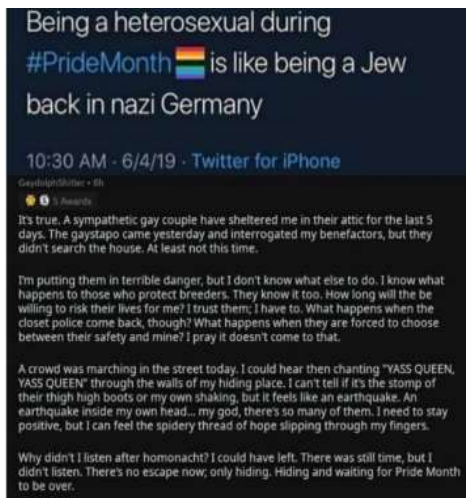 Being a heterosexual during
#PrideMonth is like being a Jew
back in nazi Germany
10:30 AM · 6/4/19 · Twitter for iPhone
GaydolphShitler • 8h
5 Awards
It's true. A sympathetic gay couple have sheltered me in their attic for the last 5
days. The gaystapo came yesterday and interrogated my benefactors, but they
didn't search the house. At least not this time.
I'm putting them in terrible danger, but I don't know what else to do. I know what
happens to those who protect breeders. They know it too. How long will the be
willing to risk their lives for me? I trust them; I have to. What happens when the
closet police come back, though? What happens when they are forced to choose
between their safety and mine? I pray it doesn't come to that.
A crowd was marching in the street today. I could hear then chanting "YASS QUEEN,
YASS QUEEN" through the walls of my hiding place. I can't tell if it's the stomp of
their thigh high boots or my own shaking, but it feels like an earthquake. An
earthquake inside my own head... my god, there's so many of them. I need to stay
positive, but I can feel the spidery thread of hope slipping through my fingers.
Why didn't I listen after homonacht? I could have left. There was still time, but I
didn't listen. There's no escape now; only hiding. Hiding and waiting for Pride Month
to be over.